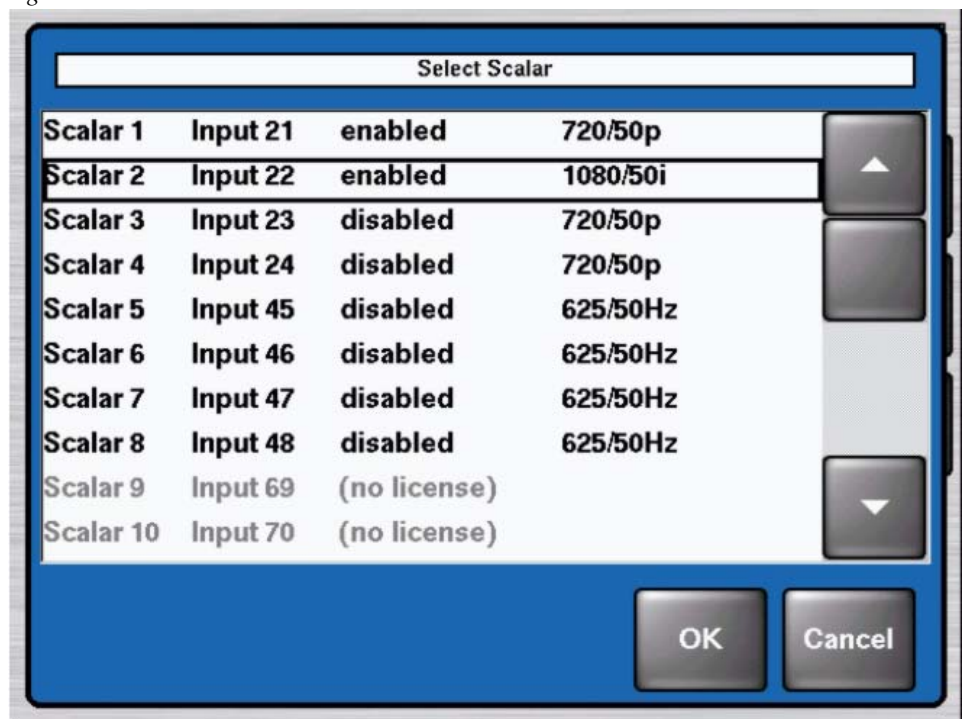 Select Scalar
Scalar 1 Input 21 enabled 720/50p
Scalar 2 Input 22 enabled 1080/50i
Scalar 3 Input 23 disabled 720/50p
Scalar 4 Input 24 disabled 720/50p
Scalar 5 Input 45 disabled 625/50Hz
Scalar 6 Input 46 disabled 625/50Hz
Scalar 7 Input 47 disabled 625/50Hz
Scalar 8 Input 48 disabled 625/50Hz
Scalar 9 Input 69 (no license)
Scalar 10 Input 70 (no license)
OK Cancel